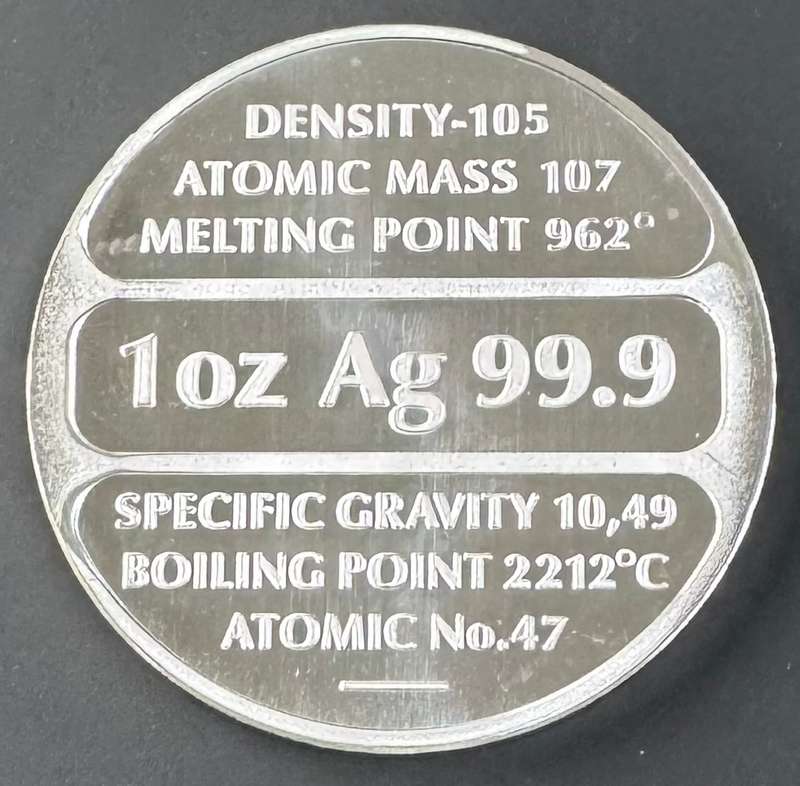 DENSITY-105
ATOMIC MASS 107
MELTING POINT 962°
1oz Ag 99.9
SPECIFIC GRAVITY 10,49
BOILING POINT 2212°C
ATOMIC No.47